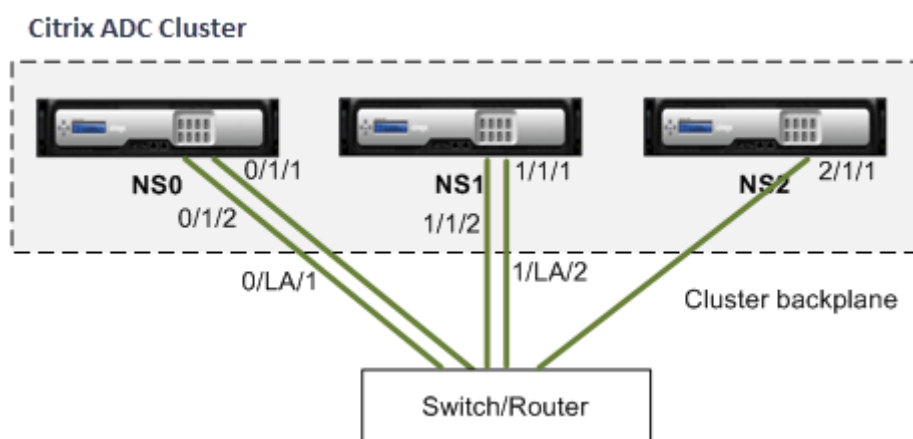 Citrix ADC Cluster
0/1/1
1/1/1
2/1/1
NS0
NS1
NS2
0/1/2
1/1/2
0/LA/1
1/LA/2
Cluster backplane
Switch/Router